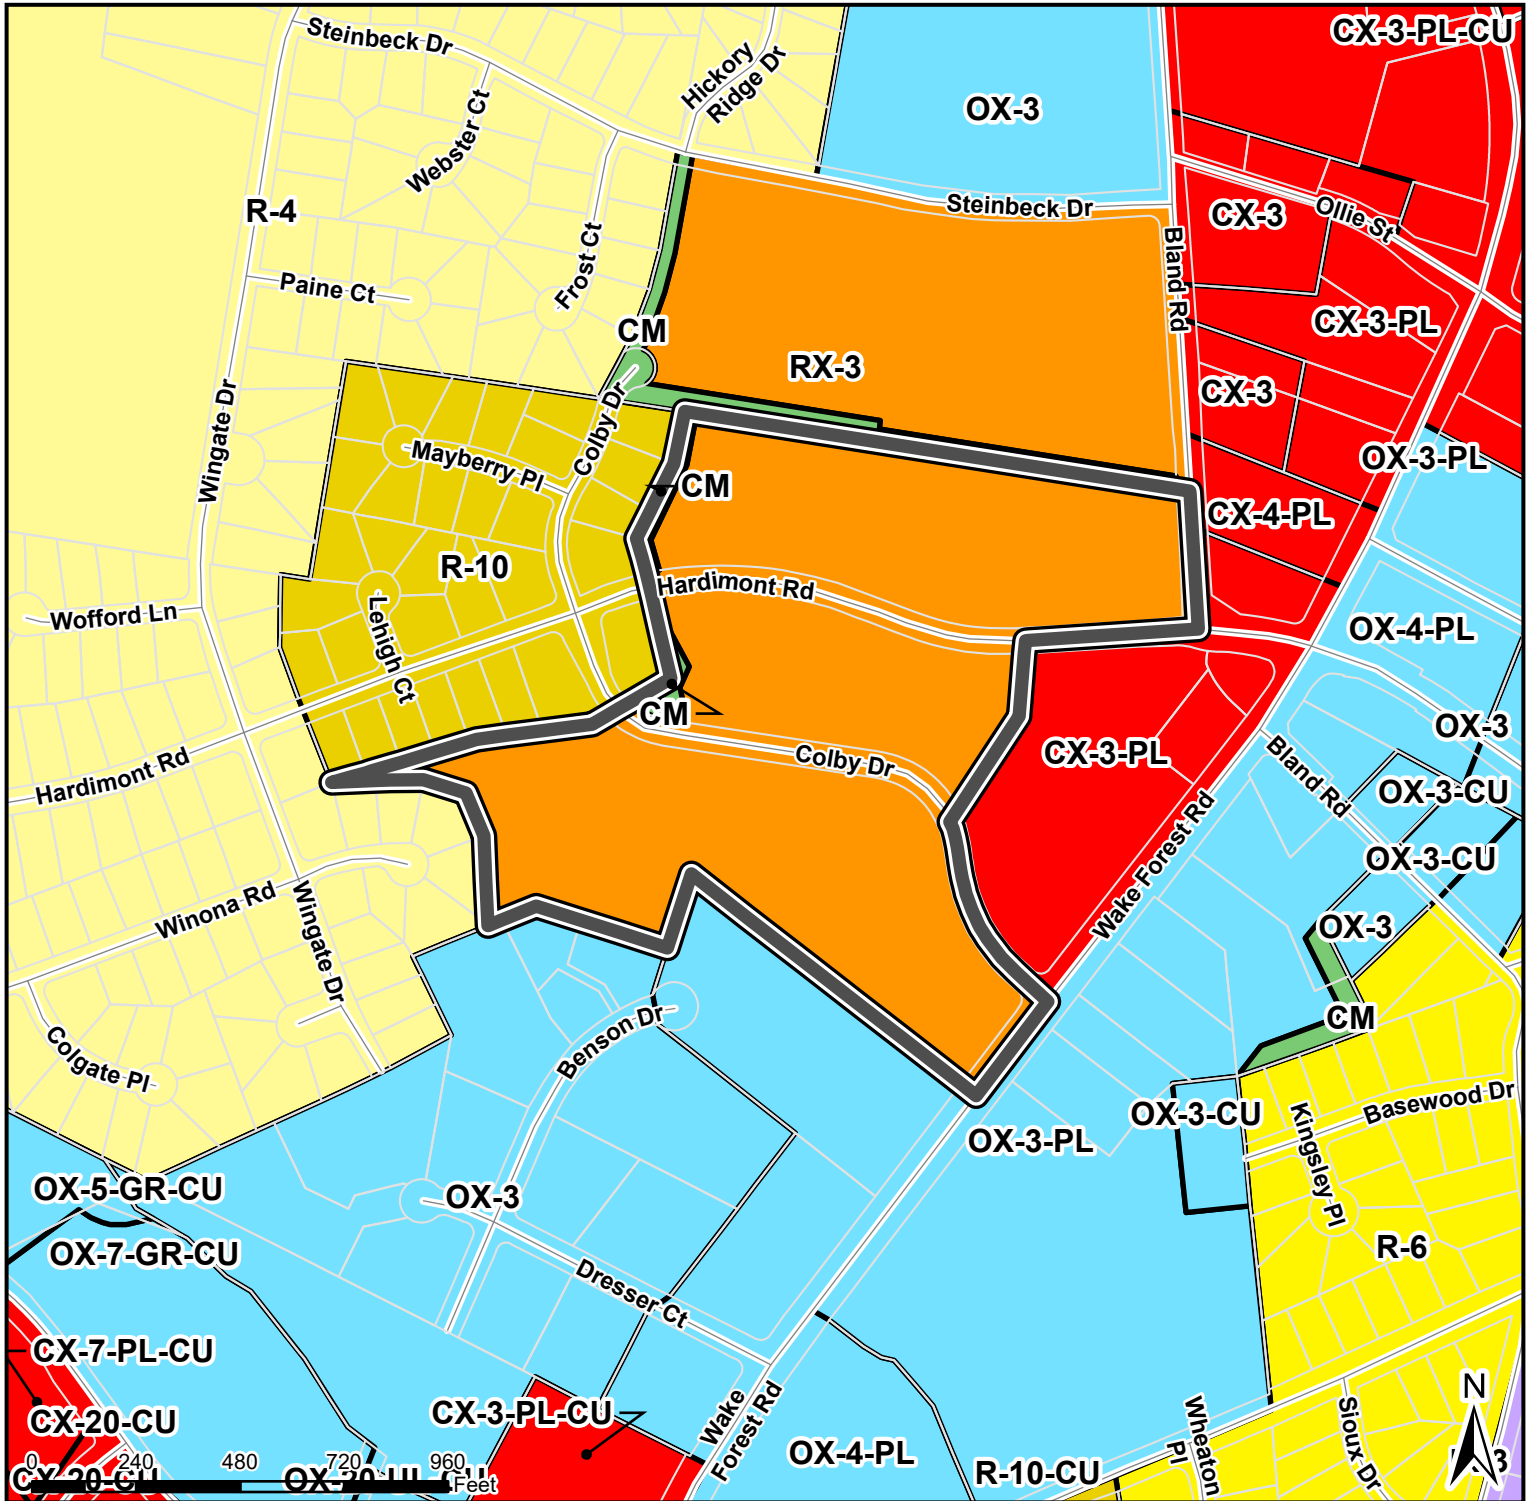 CX-3-PL-CU
Steinbeck Dr
Hickory
Ridge Dr
OX-3
Webster Ct
R-4
CX-3
Ollie St
Steinbeck Dr
Frost Ct
Bland Rd
Paine Ct
CM
CX-3-PL
RX-3
CX-3
Wingate Dr
Colby Dr
Mayberry Pl
OX-3-PL
CM
CX-4-PL
R-10
Hardimont Rd
Wofford Ln
Lehigh Ct
OX-4-PL
CM
OX-3
Colby Dr
CX-3-PL
Bland Rd
Hardimont Rd
OX-3-CU
Wake Forest Rd
OX-3-CU
Winona Rd
Wingate Dr
OX-3
CM
Benson Dr
Colgate Pl
Basewood Dr
OX-3-CU
OX-3-PL
Kingsley Pl
OX-5-GR-CU
OX-3
OX-7-GR-CU
R-6
Dresser Ct
CX-7-PL-CU
N
CX-3-PL-CU
Wake
Forest Rd
CX-20-CU
Wheaton
Pl
Sioux Dr
OX-4-PL
0 240 480 720 960
Feet
R-10-CU
CX-20-CU
OX-20-UL-CU